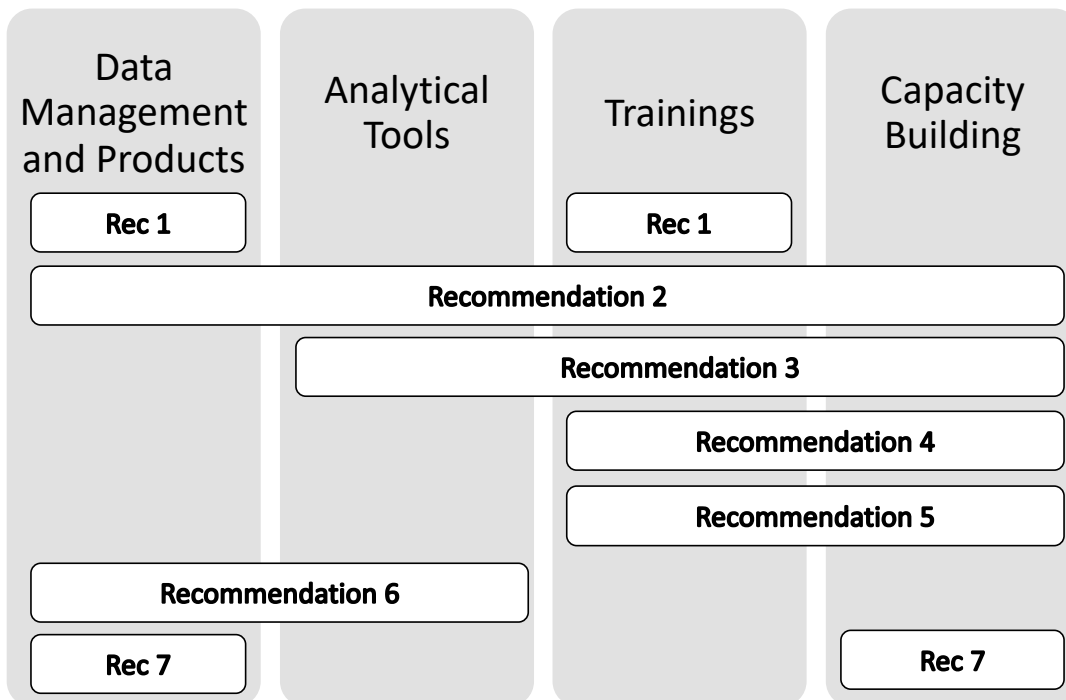 Data
Management
and Products
Analytical
Tools
Trainings
Capacity
Building
Rec 1
Rec 1
Recommendation 2
Recommendation 3
Recommendation 4
Recommendation 5
Recommendation 6
Rec 7
Rec 7